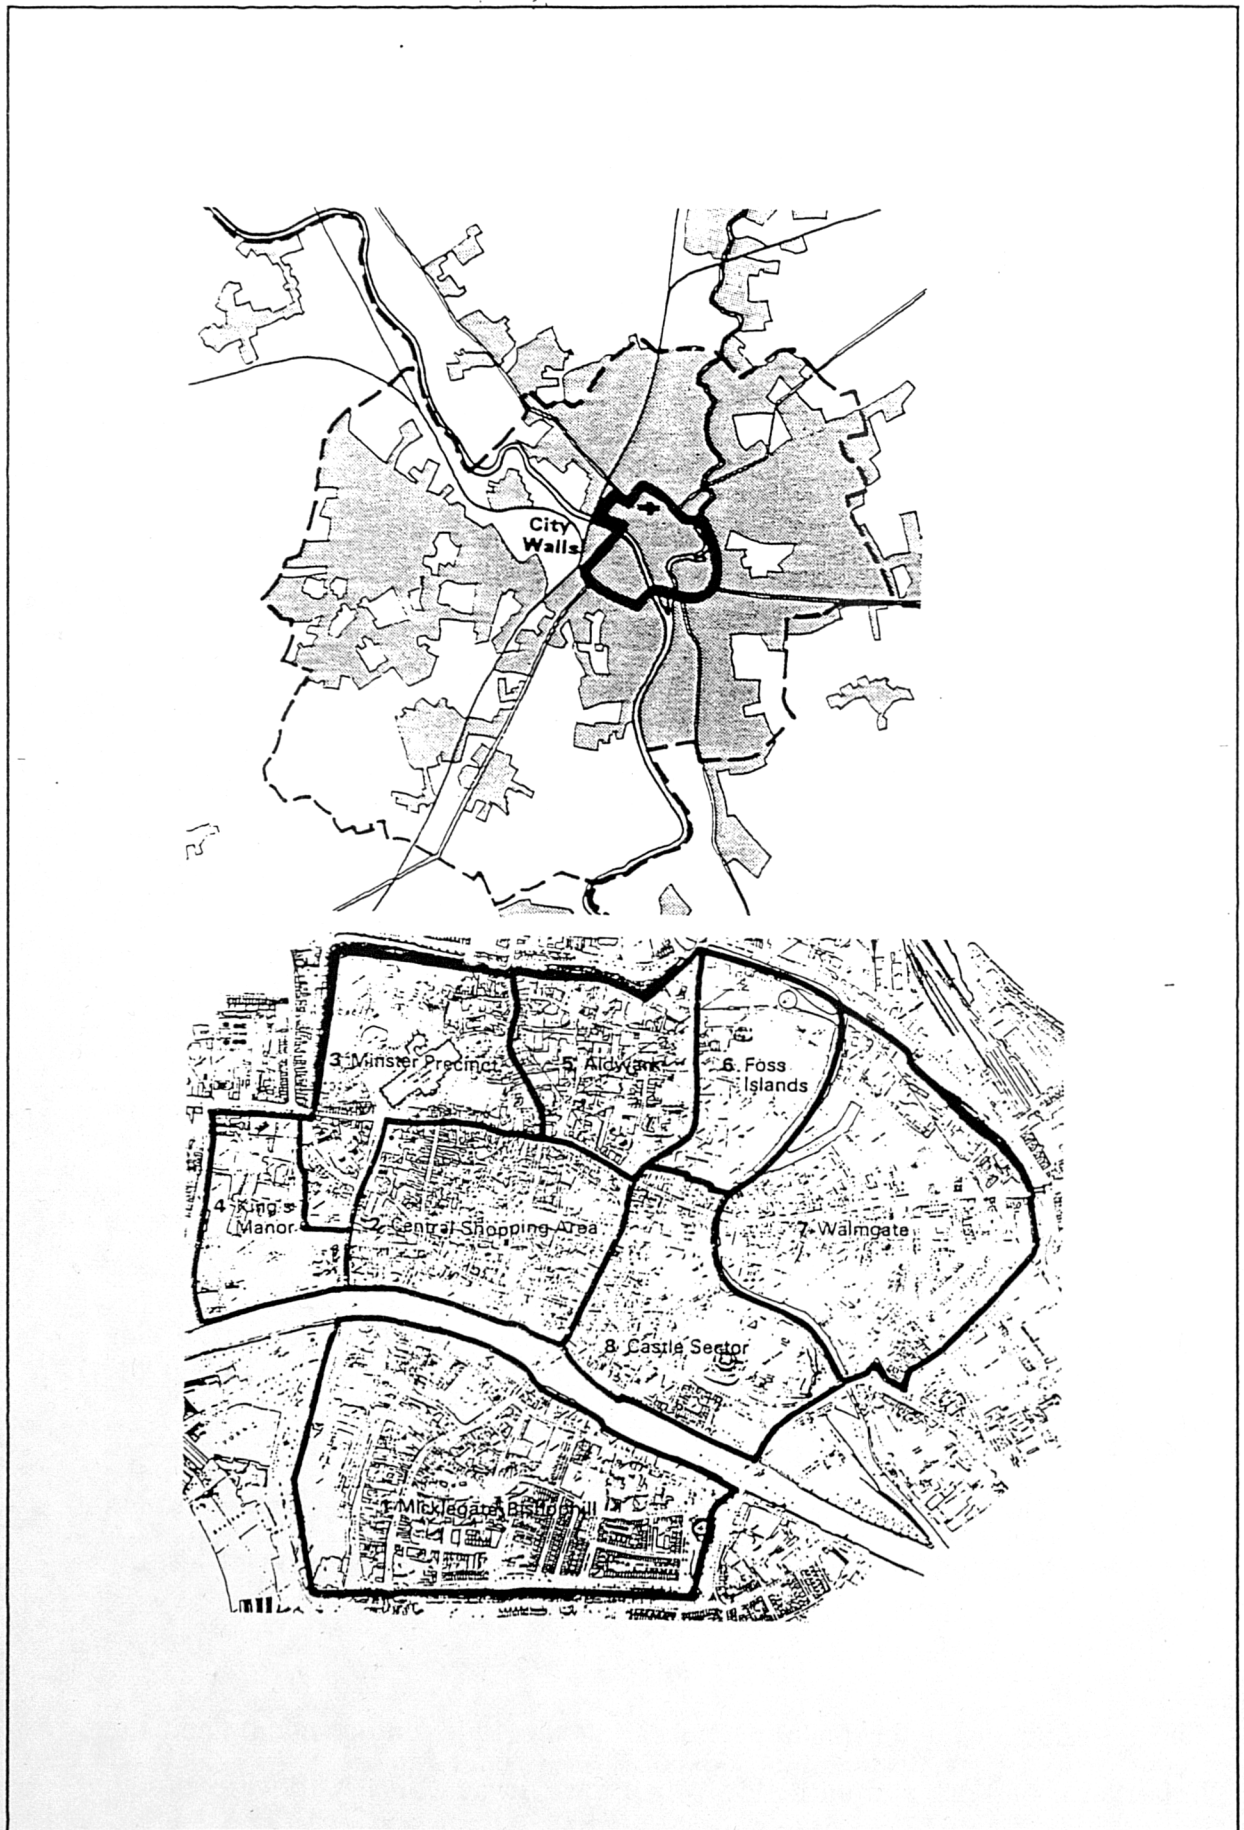 City
Walls
3 Minster Precinct
5 Aldwark
6 Foss
Islands
4 King's
Manor
2 Central Shopping Area
7 Walmgate
8 Castle Sector
1 Micklegate Bishophill